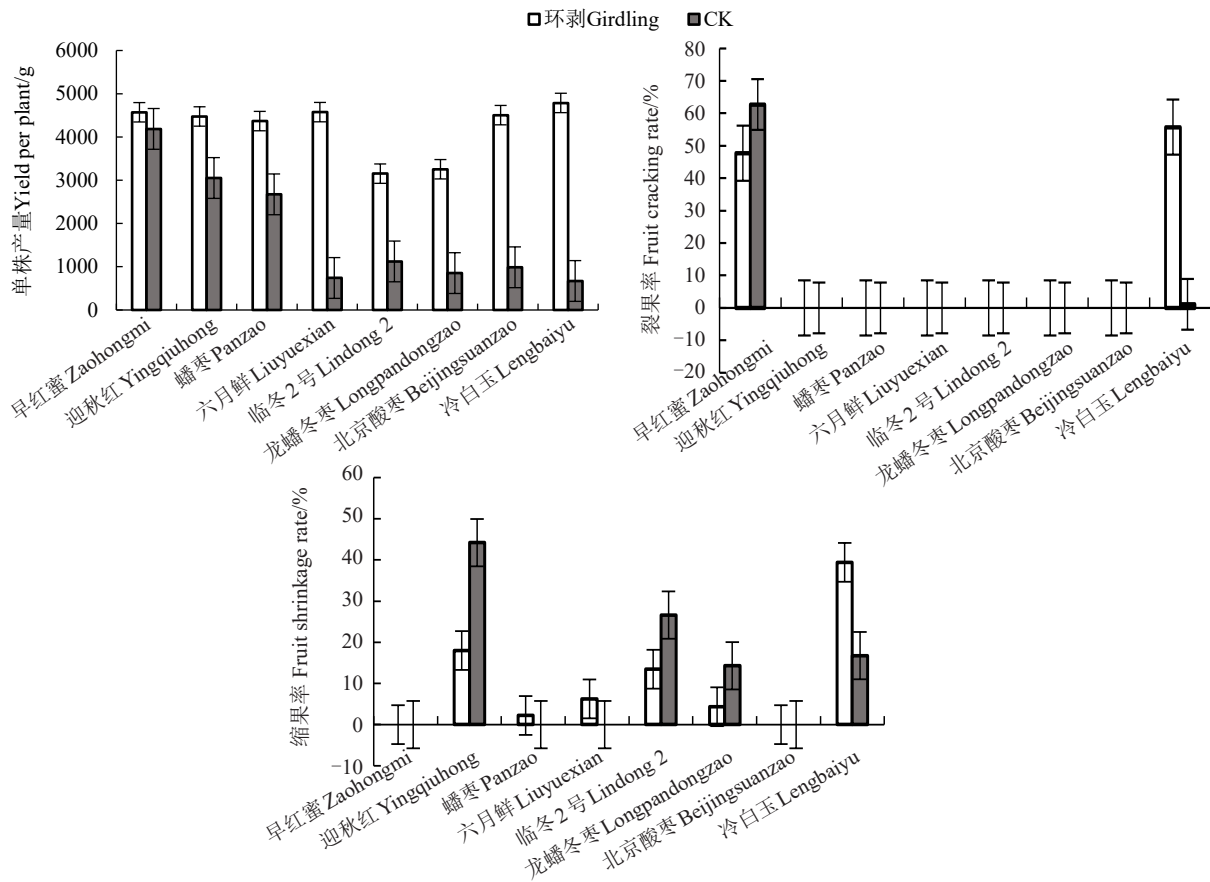 环剥Girdling CK
单株产量Yield per plant/g
6000
5000
4000
3000
2000
1000
0
早红蜜 Zaohongmi
迎秋红 Yingqiuhong
蟠枣 Panzao
六月鲜 Liuyuexian
临冬 2 号 Lindong 2
龙蟠冬枣 Longpandongzao
北京酸枣 Beijingsuanzao
冷白玉 Lengbaiyu
裂果率 Fruit cracking rate/%
80
70
60
50
40
30
20
10
0
−10
−20
早红蜜 Zaohongmi
迎秋红 Yingqiuhong
蟠枣 Panzao
六月鲜 Liuyuexian
临冬 2 号 Lindong 2
龙蟠冬枣 Longpandongzao
北京酸枣 Beijingsuanzao
冷白玉 Lengbaiyu
缩果率 Fruit shrinkage rate/%
60
50
40
30
20
10
0
−10
早红蜜 Zaohongmi
迎秋红 Yingqiuhong
蟠枣 Panzao
六月鲜 Liuyuexian
临冬 2 号 Lindong 2
龙蟠冬枣 Longpandongzao
北京酸枣 Beijingsuanzao
冷白玉 Lengbaiyu